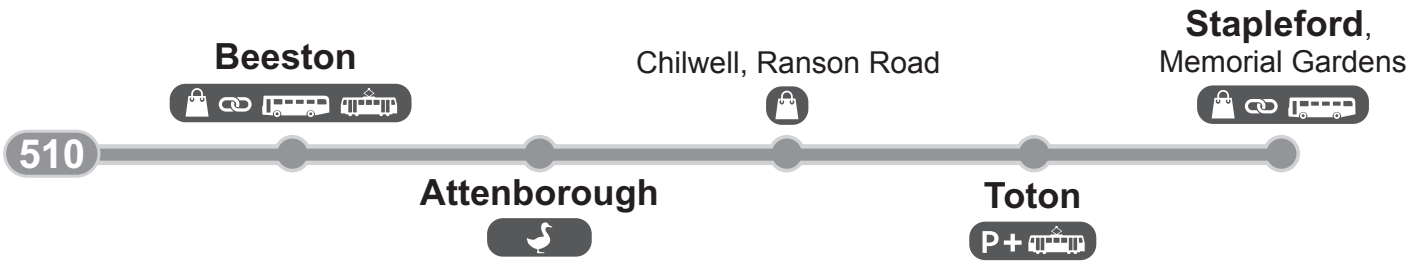 Stapleford,
Memorial Gardens
Beeston
Chilwell, Ranson Road
510
Attenborough
Toton
P+